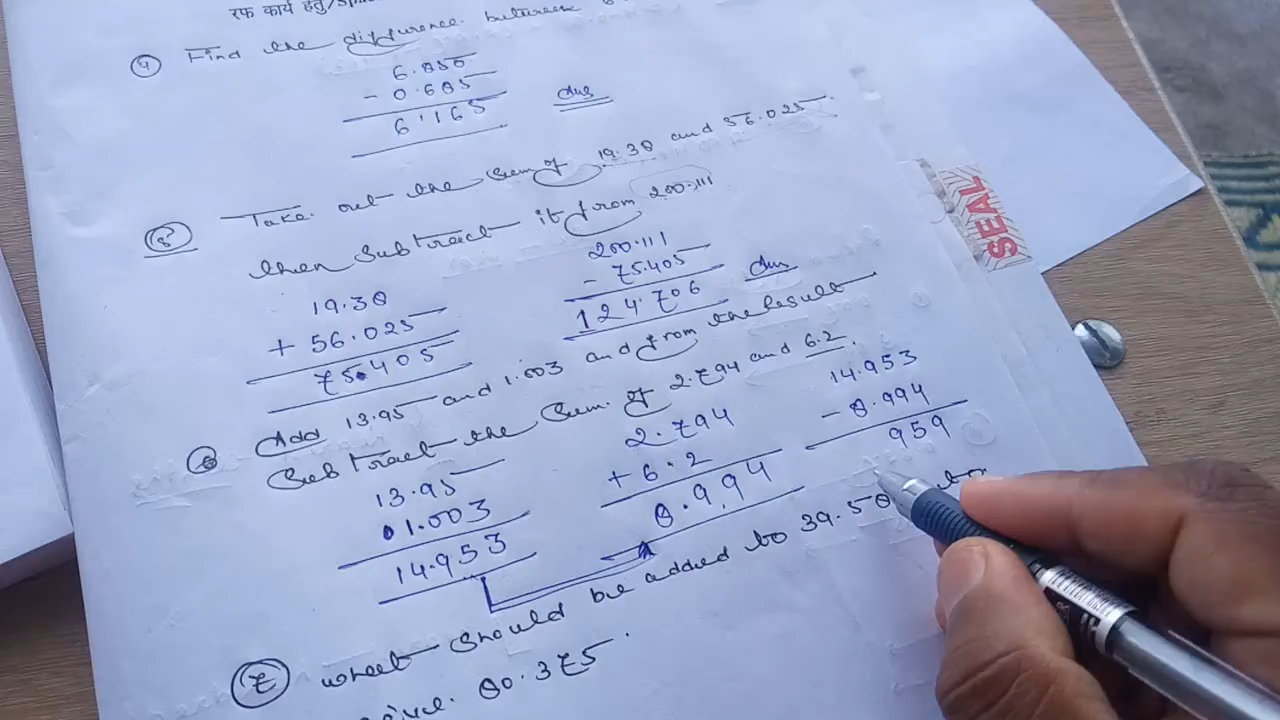 रफ कार्य हेतु/
④ Find the difference between
6.850
- 0.685
6.165
Ans
⑤ Take out the sum of 19.38 and 56.025
then subtract it from 200.111
19.38
+ 56.025
75.405
200.111
- 75.405
124.706
Ans
⑥ Add 13.95 and 1.003 and from the result
subtract the sum of 2.794 and 6.2.
13.95
01.003
14.953
2.794
+ 6.2
8.994
14.953
- 8.994
959
⑦ what should be added to 39.58 to
80.375.
SEAL